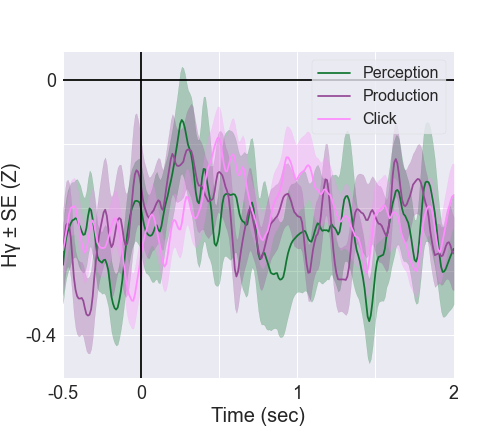 Perception
Production
Click
Hγ ± SE (Z)
0
-0.4
-0.5
0
1
2
Time (sec)